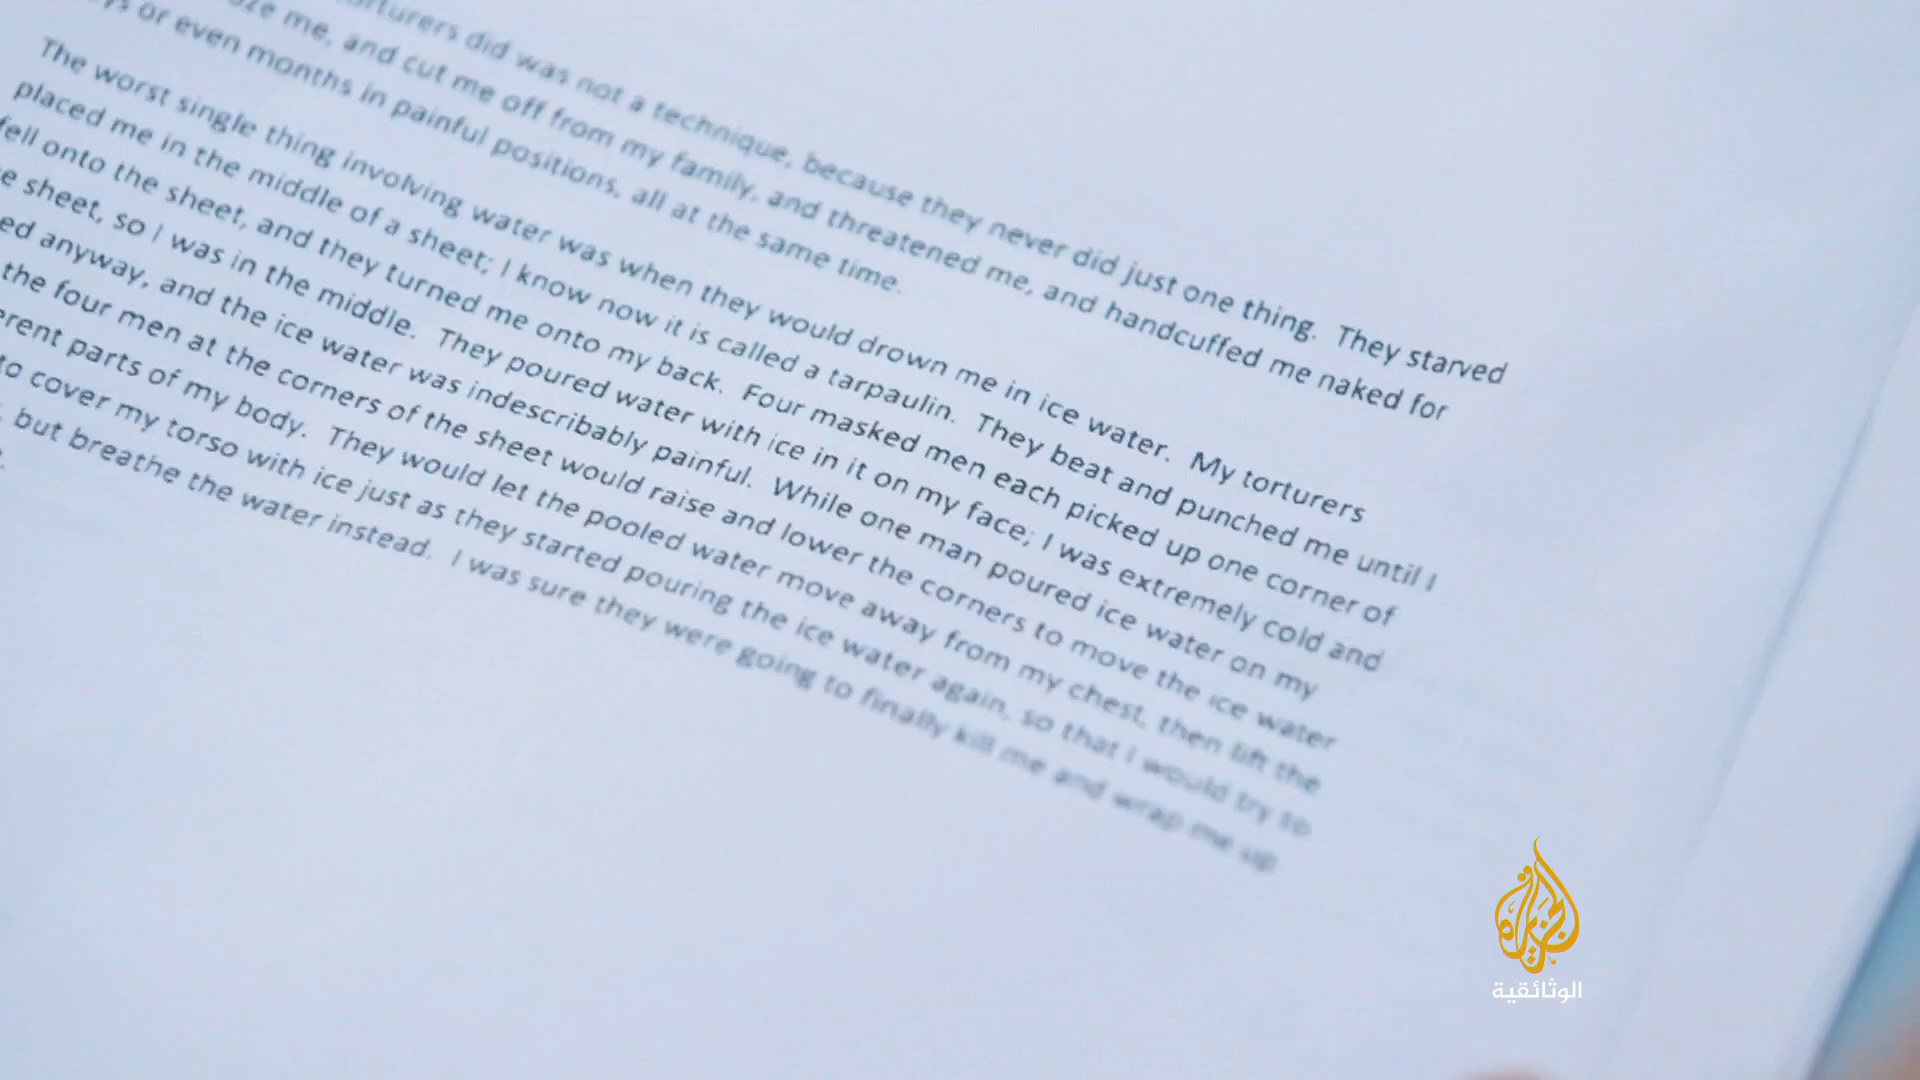 orturers did was not a technique, because they never did just one thing. They starved
oze me, and cut me off from my family, and threatened me, and handcuffed me naked for
ys or even months in painful positions, all at the same time.
The worst single thing involving water was when they would drown me in ice water. My torturers
placed me in the middle of a sheet; I know now it is called a tarpaulin. They beat and punched me until I
fell onto the sheet, and they turned me onto my back. Four masked men each picked up one corner of
e sheet, so I was in the middle. They poured water with ice in it on my face; I was extremely cold and
ed anyway, and the ice water was indescribably painful. While one man poured ice water on my
the four men at the corners of the sheet would raise and lower the corners to move the ice water
erent parts of my body. They would let the pooled water move away from my chest, then lift the
to cover my torso with ice just as they started pouring the ice water again, so that I would try to
, but breathe the water instead. I was sure they were going to finally kill me and wrap me up
الجزيرة
الوثائقية